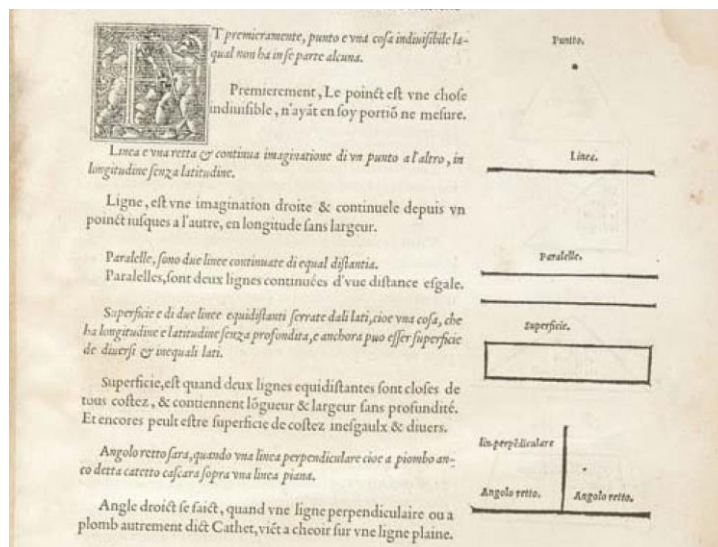 ET premieramente, punto e vna cosa indiuisibile la-
qual non ha in se parte alcuna.
Premierement, Le poinct est vne chose
indiuisible, n'ayãt en soy portiõ ne mesure.
Linea e vna retta & continua imaginatione di vn punto a l'altro, in
longitudine senza latitudine.
Ligne, est vne imagination droite & continuele depuis vn
poinct iusques a l'autre, en longitude sans largeur.
Paralelle, sono due linee continuate di equal distantia.
Paralelles, sont deux lignes continuées d'vue distance esgale.
Superficie e di due linee equidistanti serrate dali lati, cioe vna cosa, che
ha longitudine e latitudine senza profondita, e anchora puo esser superficie
de diuersi & inequali lati.
Superficie, est quand deux lignes equidistantes sont closes de
tous costez, & contiennent lõgueur & largeur sans profundité.
Et encores peult estre superficie de costez inesgaulx & diuers.
Angolo retto sara, quando vna linea perpendiculare cioe a piombo an-
co detta catetto cascara sopra vna linea piana.
Angle droict se faict, quand vne ligne perpendiculaire ou a
plomb autrement dict Cathet, viẽt a cheoir sur vne ligne plaine.
Puntto.
Linea.
Paralelle.
Superficie.
lin.perpẽdiculare
Angolo retto.
Angolo retto.